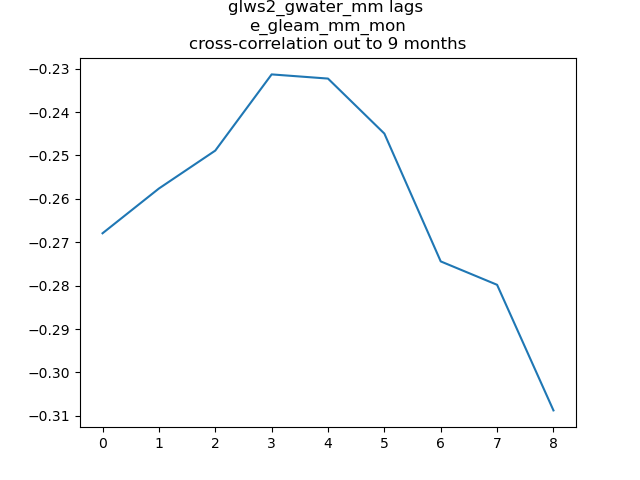 glws2_gwater_mm lags
e_gleam_mm_mon
cross-correlation out to 9 months
−0.23
−0.24
−0.25
−0.26
−0.27
−0.28
−0.29
−0.30
−0.31
0 1 2 3 4 5 6 7 8